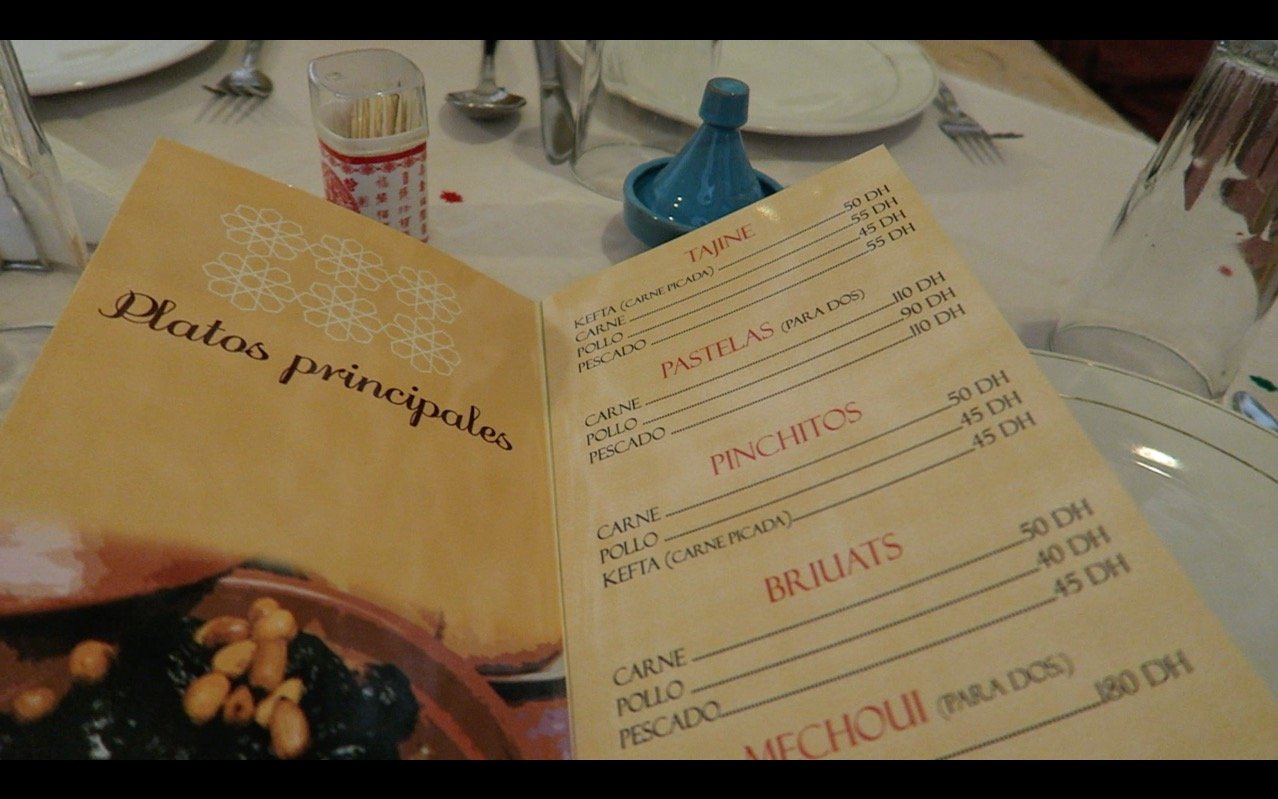 Platos principales
TAJINE
KEFTA (CARNE PICADA) 50 DH
CARNE 55 DH
POLLO 45 DH
PESCADO 55 DH
PASTELAS (PARA DOS)
CARNE 110 DH
POLLO 90 DH
PESCADO 110 DH
PINCHITOS
CARNE 50 DH
POLLO 45 DH
KEFTA (CARNE PICADA) 45 DH
BRIUATS
CARNE 50 DH
POLLO 40 DH
PESCADO 45 DH
MECHOUI (PARA DOS)
180 DH